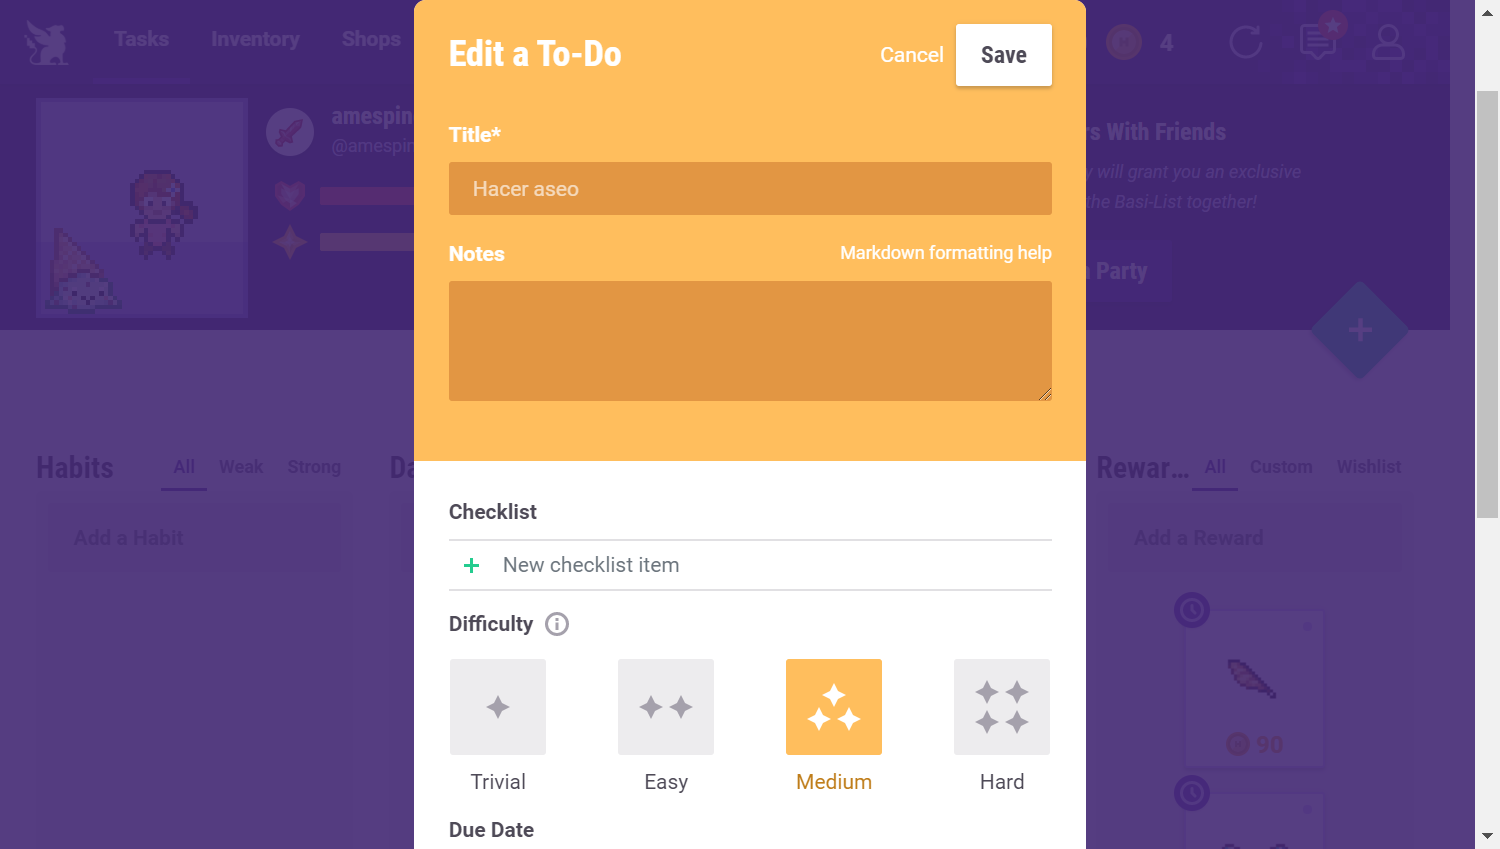 Tasks Inventory Shops
4
Edit a To-Do
Cancel
Save
amespin
@amespin
Title*
Hacer aseo
Notes
Markdown formatting help
rs With Friends
will grant you an exclusive
the Basi-List together!
Party
Habits
All Weak Strong
Rewar...
All Custom Wishlist
Add a Habit
Add a Reward
Checklist
New checklist item
Difficulty
Trivial
Easy
Medium
Hard
90
Due Date